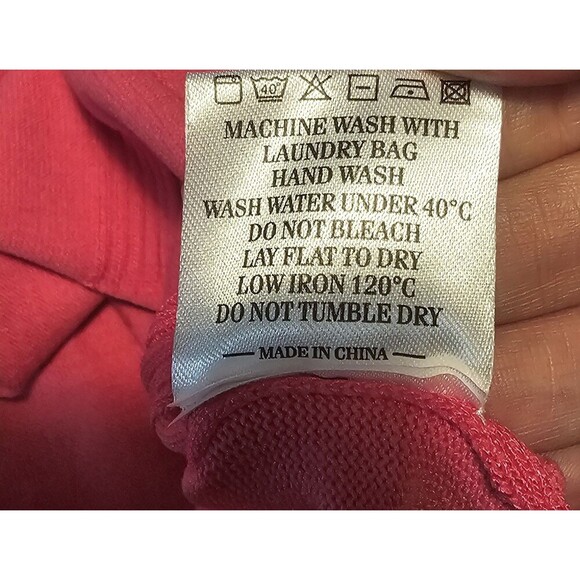 40°
MACHINE WASH WITH
LAUNDRY BAG
HAND WASH
WASH WATER UNDER 40°C
DO NOT BLEACH
LAY FLAT TO DRY
LOW IRON 120°C
DO NOT TUMBLE DRY
MADE IN CHINA